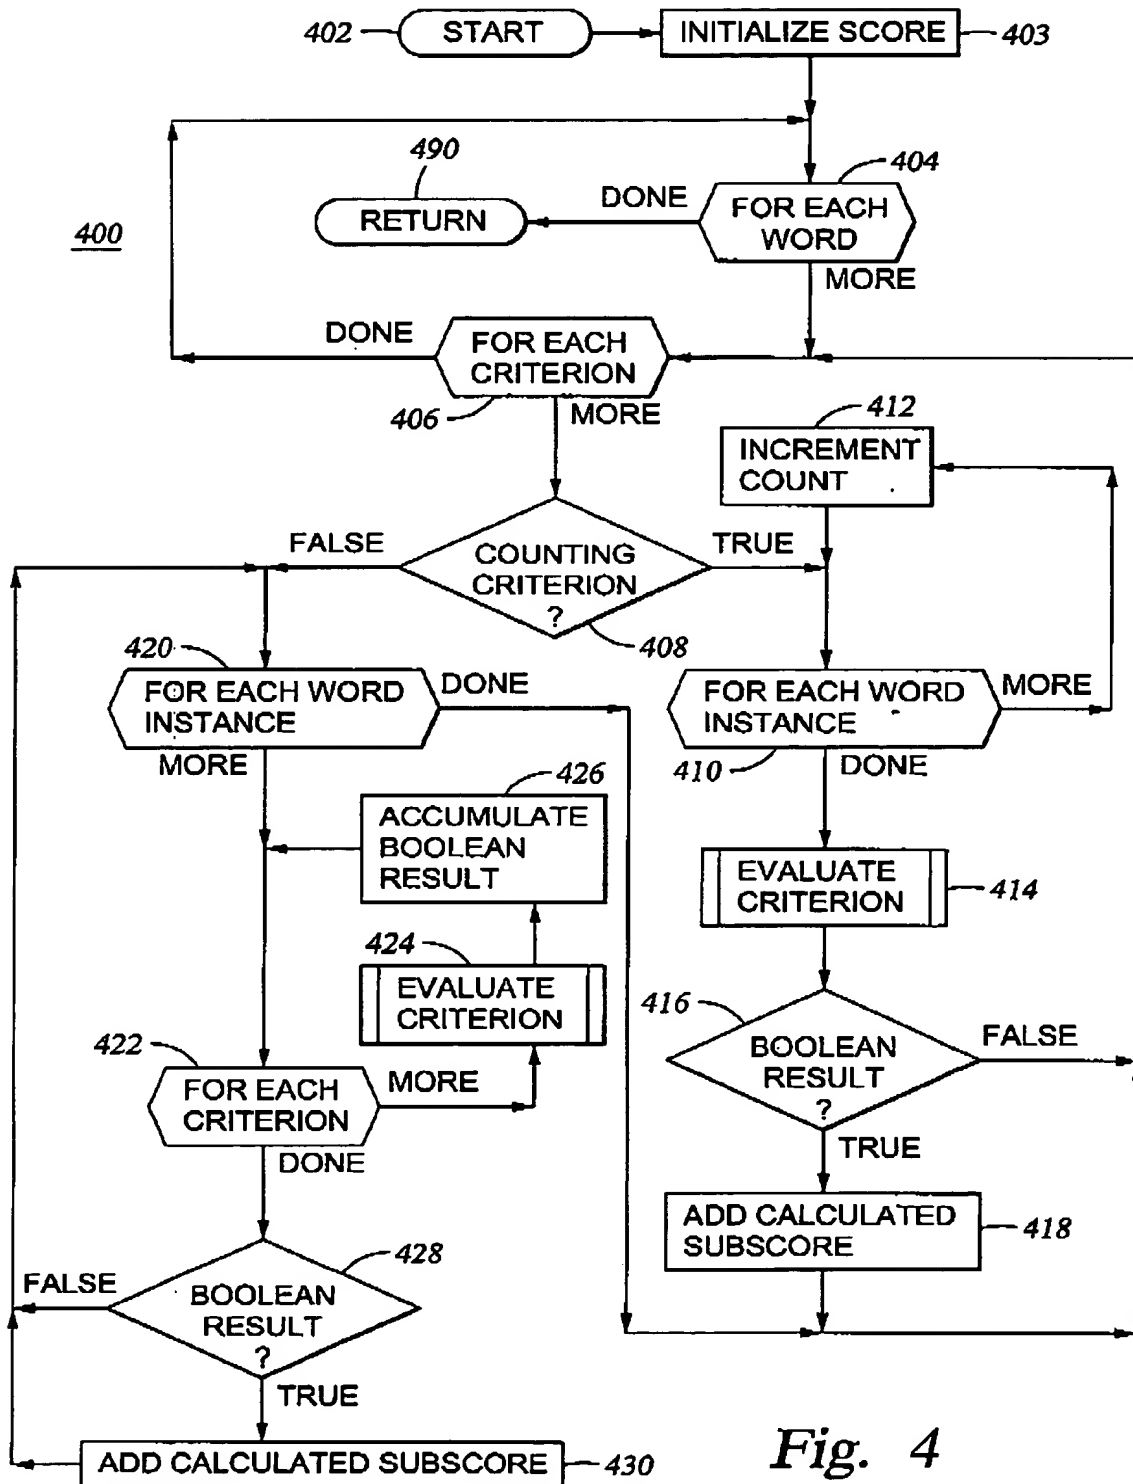 402
START
INITIALIZE SCORE
403
490
404
DONE
RETURN
FOR EACH
WORD
400
MORE
DONE
FOR EACH
CRITERION
406
MORE
412
INCREMENT
COUNT
FALSE
COUNTING
CRITERION
?
TRUE
408
420
FOR EACH WORD
INSTANCE
DONE
MORE
FOR EACH WORD
INSTANCE
MORE
410
DONE
426
ACCUMULATE
BOOLEAN
RESULT
EVALUATE
CRITERION
414
424
EVALUATE
CRITERION
416
BOOLEAN
RESULT
?
FALSE
TRUE
422
FOR EACH
CRITERION
MORE
DONE
ADD CALCULATED
SUBSCORE
418
428
FALSE
BOOLEAN
RESULT
?
TRUE
ADD CALCULATED SUBSCORE
430
Fig. 4